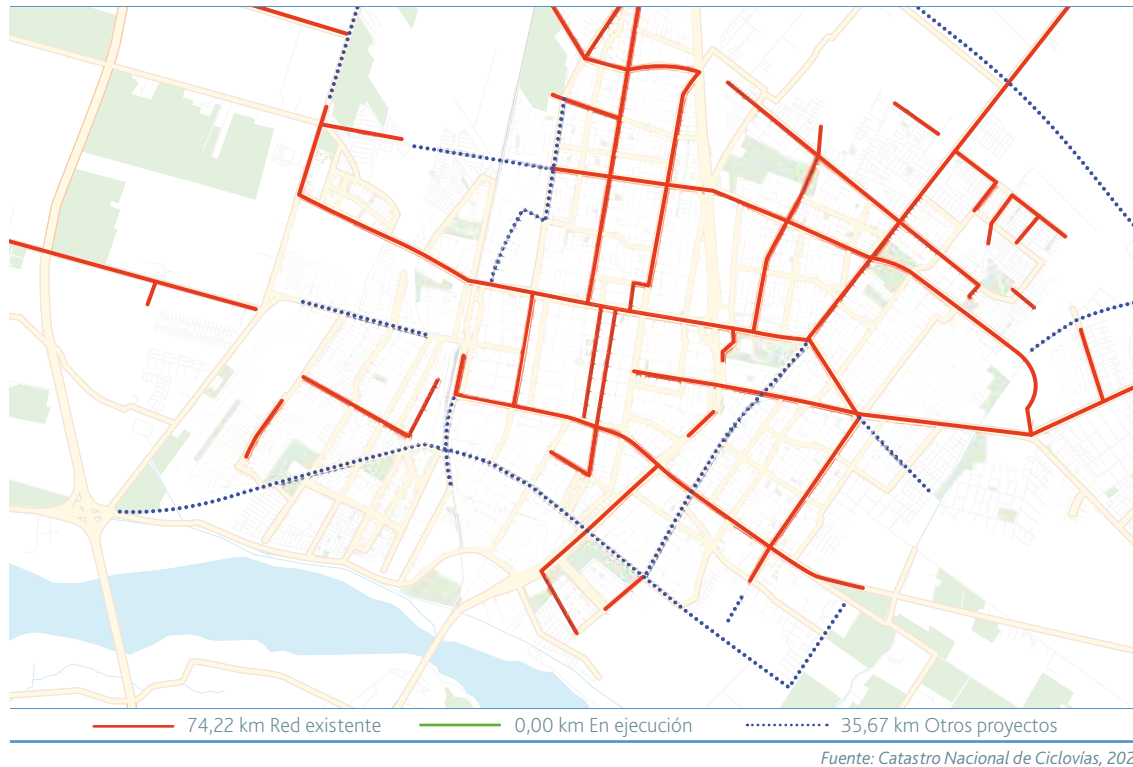 74,22 km Red existente 0,00 km En ejecución 35,67 km Otros proyectos
Fuente: Catastro Nacional de Ciclovías, 202